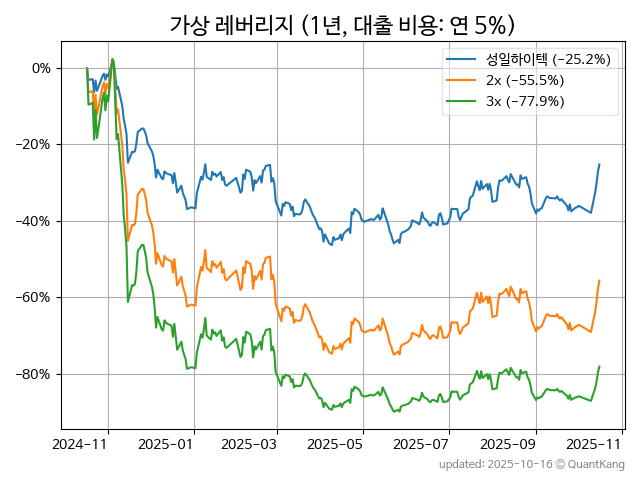 가상 레버리지 (1년, 대출 비용: 연 5%)
성일하이텍 (−25.2%)
2x (−55.5%)
3x (−77.9%)
0%
−20%
−40%
−60%
−80%
2024-11 2025-01 2025-03 2025-05 2025-07 2025-09 2025-11
updated: 2025-10-16 © QuantKang